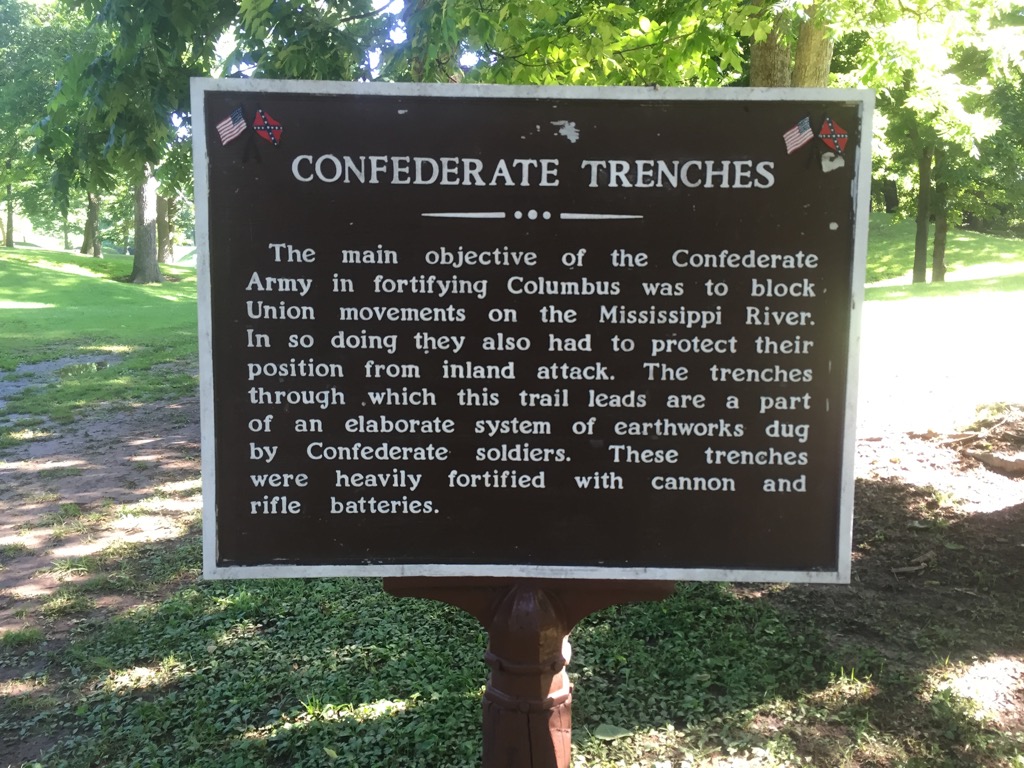 CONFEDERATE TRENCHES
The main objective of the Confederate
Army in fortifying Columbus was to block
Union movements on the Mississippi River.
In so doing they also had to protect their
position from inland attack. The trenches
through which this trail leads are a part
of an elaborate system of earthworks dug
by Confederate soldiers. These trenches
were heavily fortified with cannon and
rifle batteries.